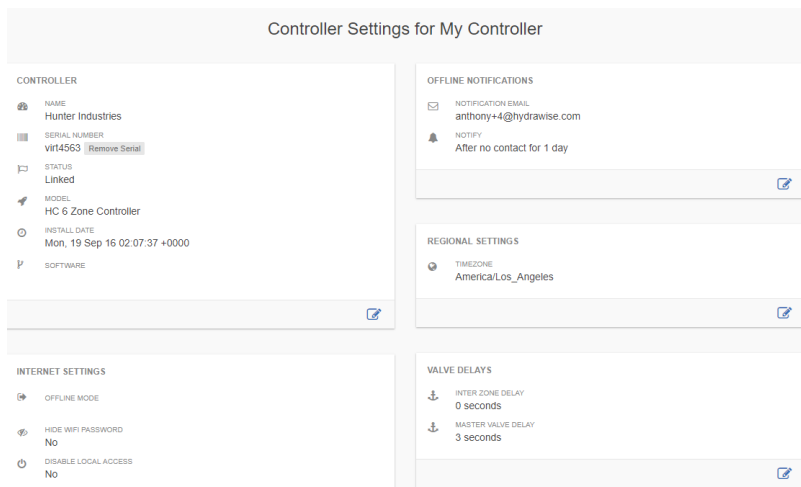 Controller Settings for My Controller
CONTROLLER
NAME
Hunter Industries
SERIAL NUMBER
virt4563 Remove Serial
STATUS
Linked
MODEL
HC 6 Zone Controller
INSTALL DATE
Mon, 19 Sep 16 02:07:37 +0000
SOFTWARE
INTERNET SETTINGS
OFFLINE MODE
HIDE WIFI PASSWORD
No
DISABLE LOCAL ACCESS
No
OFFLINE NOTIFICATIONS
NOTIFICATION EMAIL
anthony+4@hydrawise.com
NOTIFY
After no contact for 1 day
REGIONAL SETTINGS
TIMEZONE
America/Los_Angeles
VALVE DELAYS
INTER ZONE DELAY
0 seconds
MASTER VALVE DELAY
3 seconds